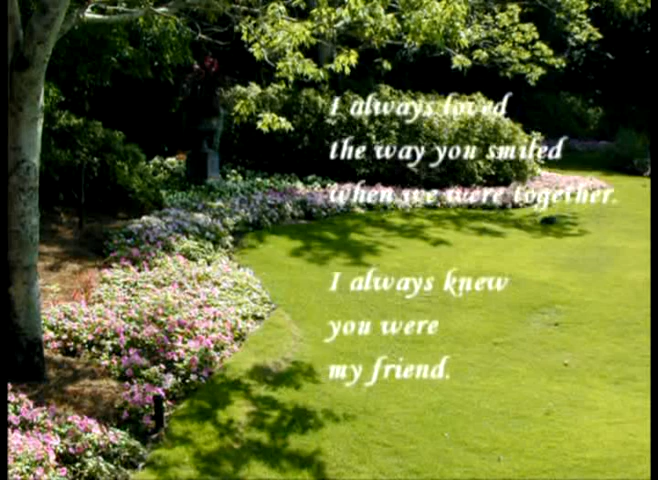 I always loved
the way you smiled
when we were together.
I always knew
you were
my friend.